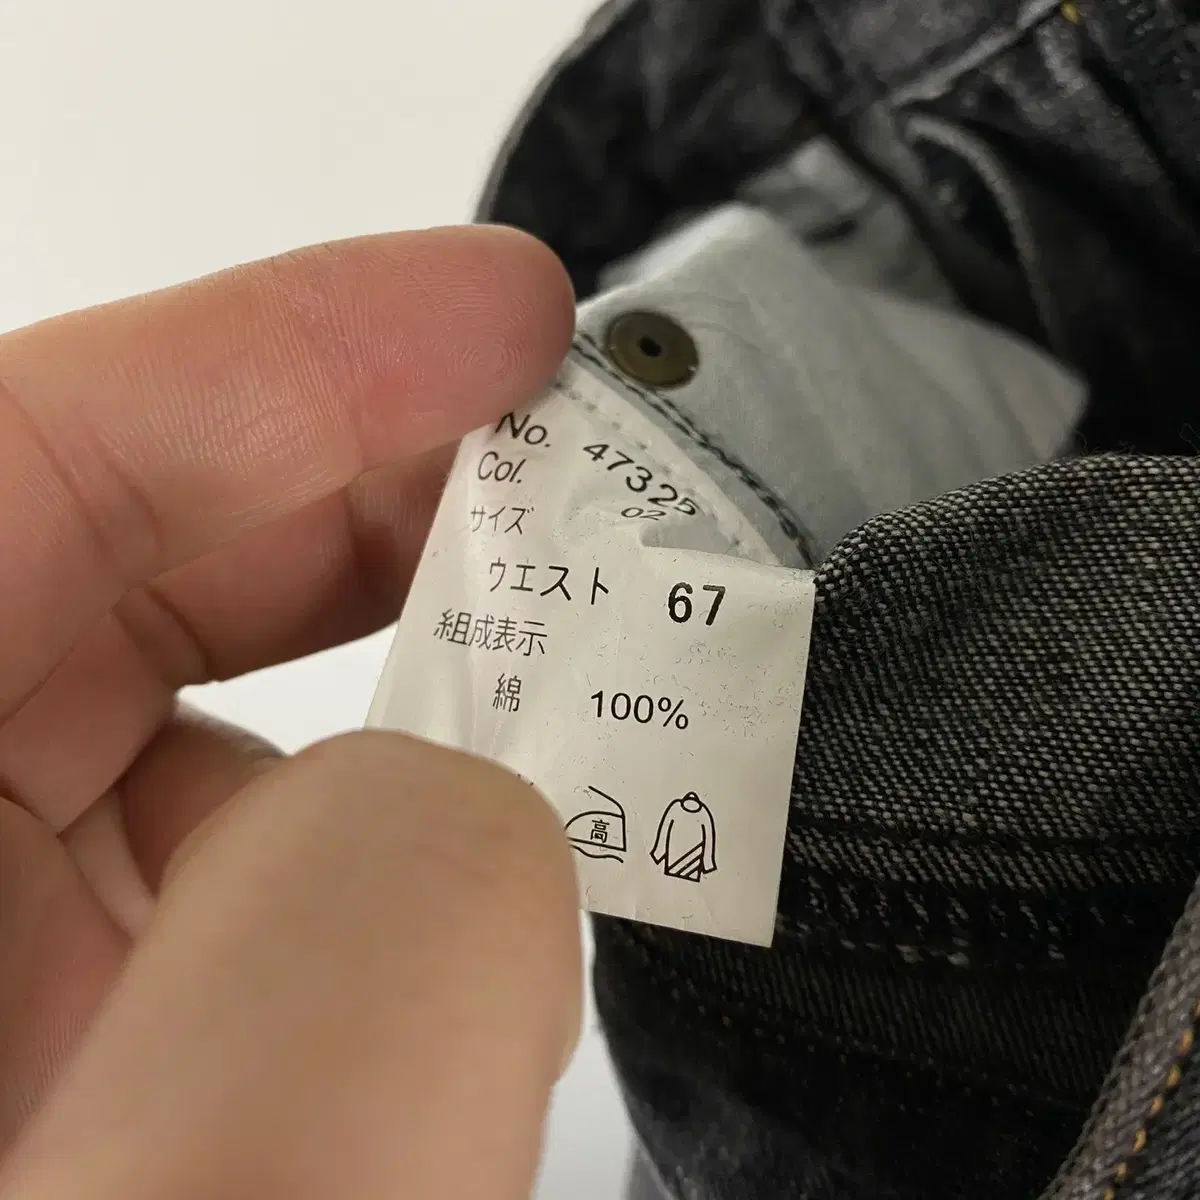 No. 47325
Col. 02
サイズ
ウエスト 67
組成表示
綿 100%
高